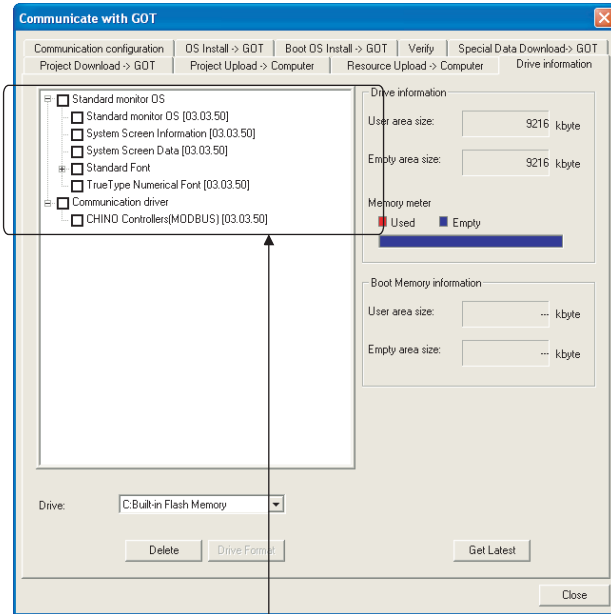 Communicate with GOT
Communication configuration | OS Install -> GOT | Boot OS Install -> GOT | Verify | Special Data Download-> GOT
Project Download -> GOT | Project Upload -> Computer | Resource Upload -> Computer | Drive information
Standard monitor OS
Standard monitor OS [03.03.50]
System Screen Information [03.03.50]
System Screen Data [03.03.50]
Standard Font
TrueType Numerical Font [03.03.50]
Communication driver
CHINO Controllers(MODBUS) [03.03.50]
Drive information
User area size: 9216 kbyte
Empty area size: 9216 kbyte
Memory meter
Used Empty
Boot Memory information
User area size: --- kbyte
Empty area size: --- kbyte
Drive: C:Built-in Flash Memory
Delete Drive Format Get Latest
Close